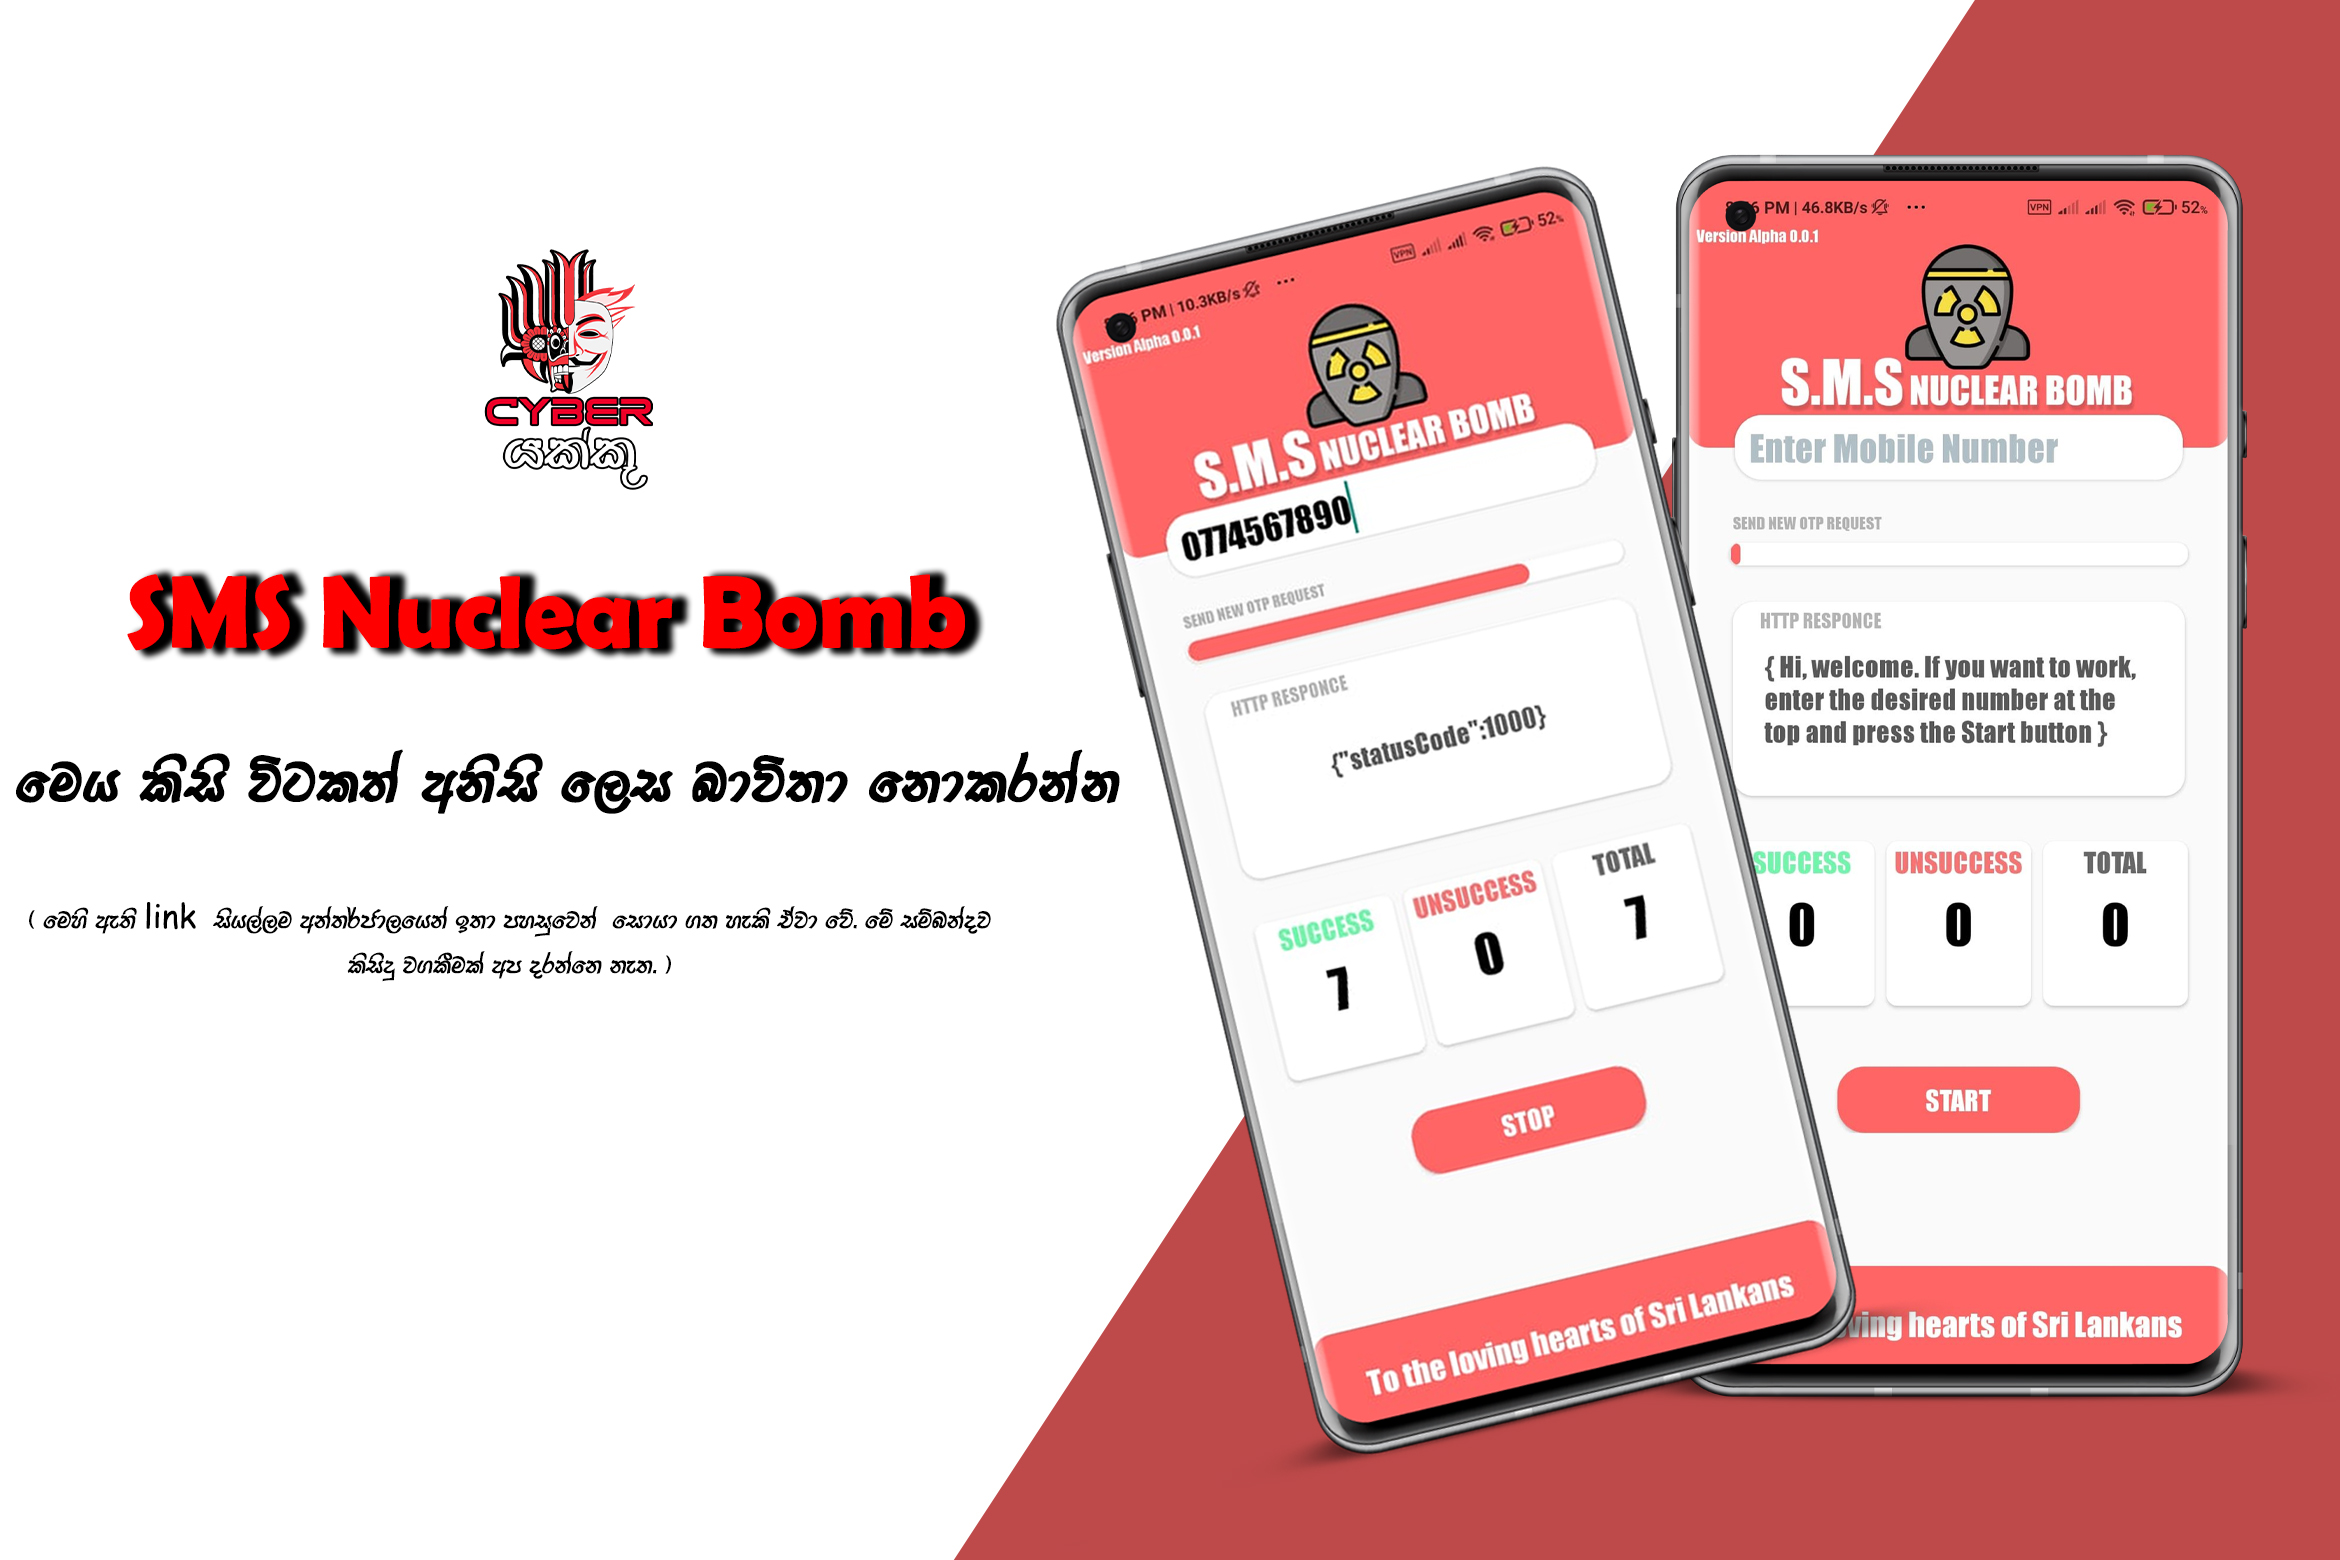 CYBER
යක්කු
SMS Nuclear Bomb
මෙය කිසි විටකත් අනිසි ලෙස භාවිතා නොකරන්න
( මෙහි ඇති link සියල්ලම අන්තර්ජාලයෙන් ඉතා පහසුවෙන් සොයා ගත හැකි ඒවා වේ. මේ සම්බන්දව
කිසිදු වගකීමක් අප දරන්නෙ නැත. )
PM | 10.3KB/s ... VPN 52%
Version Alpha 0.0.1
S.M.S NUCLEAR BOMB
0774567890
SEND NEW OTP REQUEST
HTTP RESPONCE
{"statusCode":1000}
SUCCESS UNSUCCESS TOTAL
7 0 7
STOP
To the loving hearts of Sri Lankans
PM | 46.8KB/s ... VPN 52%
Version Alpha 0.0.1
S.M.S NUCLEAR BOMB
Enter Mobile Number
SEND NEW OTP REQUEST
HTTP RESPONCE
{ Hi, welcome. If you want to work,
enter the desired number at the
top and press the Start button }
SUCCESS UNSUCCESS TOTAL
0 0 0
START
hearts of Sri Lankans